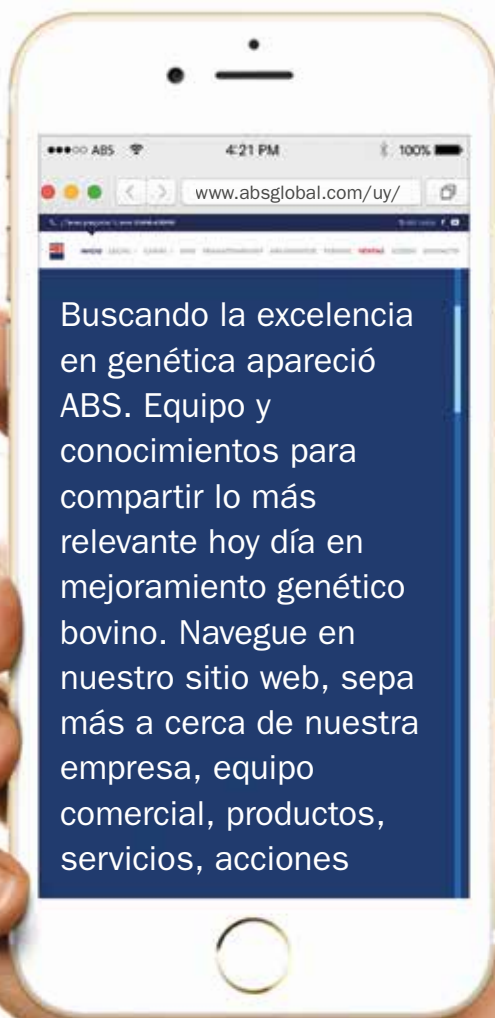 ABS 4:21 PM 100%
www.absglobal.com/uy/
Buscando la excelencia
en genética apareció
ABS. Equipo y
conocimientos para
compartir lo más
relevante hoy día en
mejoramiento genético
bovino. Navegue en
nuestro sitio web, sepa
más a cerca de nuestra
empresa, equipo
comercial, productos,
servicios, acciones